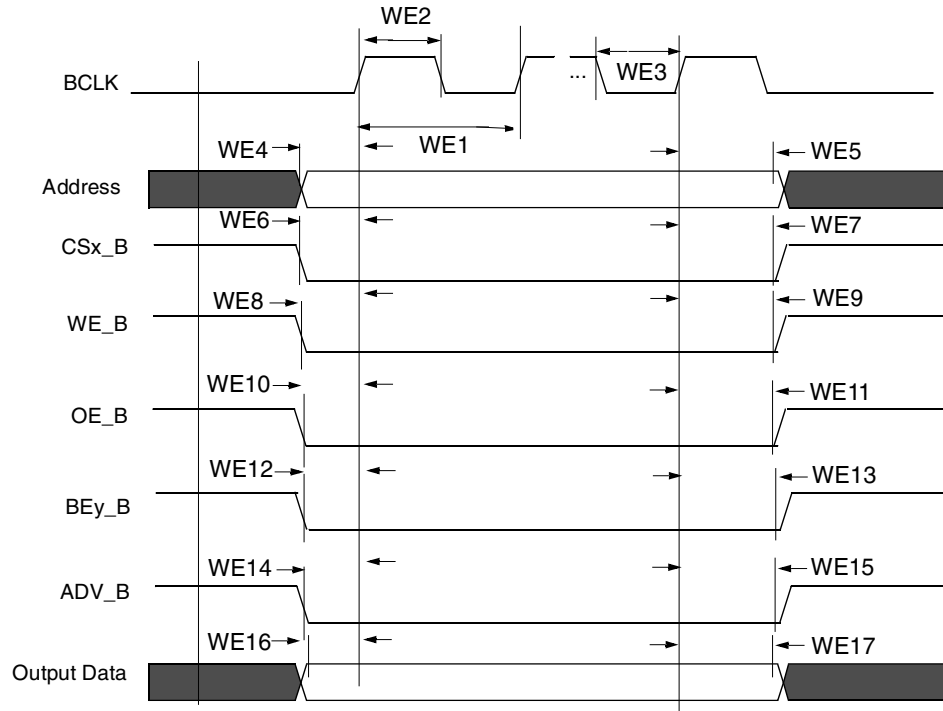 WE2
BCLK
...
WE3
WE1
WE4
WE5
Address
WE6
WE7
CSx_B
WE8
WE9
WE_B
WE10
WE11
OE_B
WE12
WE13
BEy_B
WE14
WE15
ADV_B
WE16
WE17
Output Data